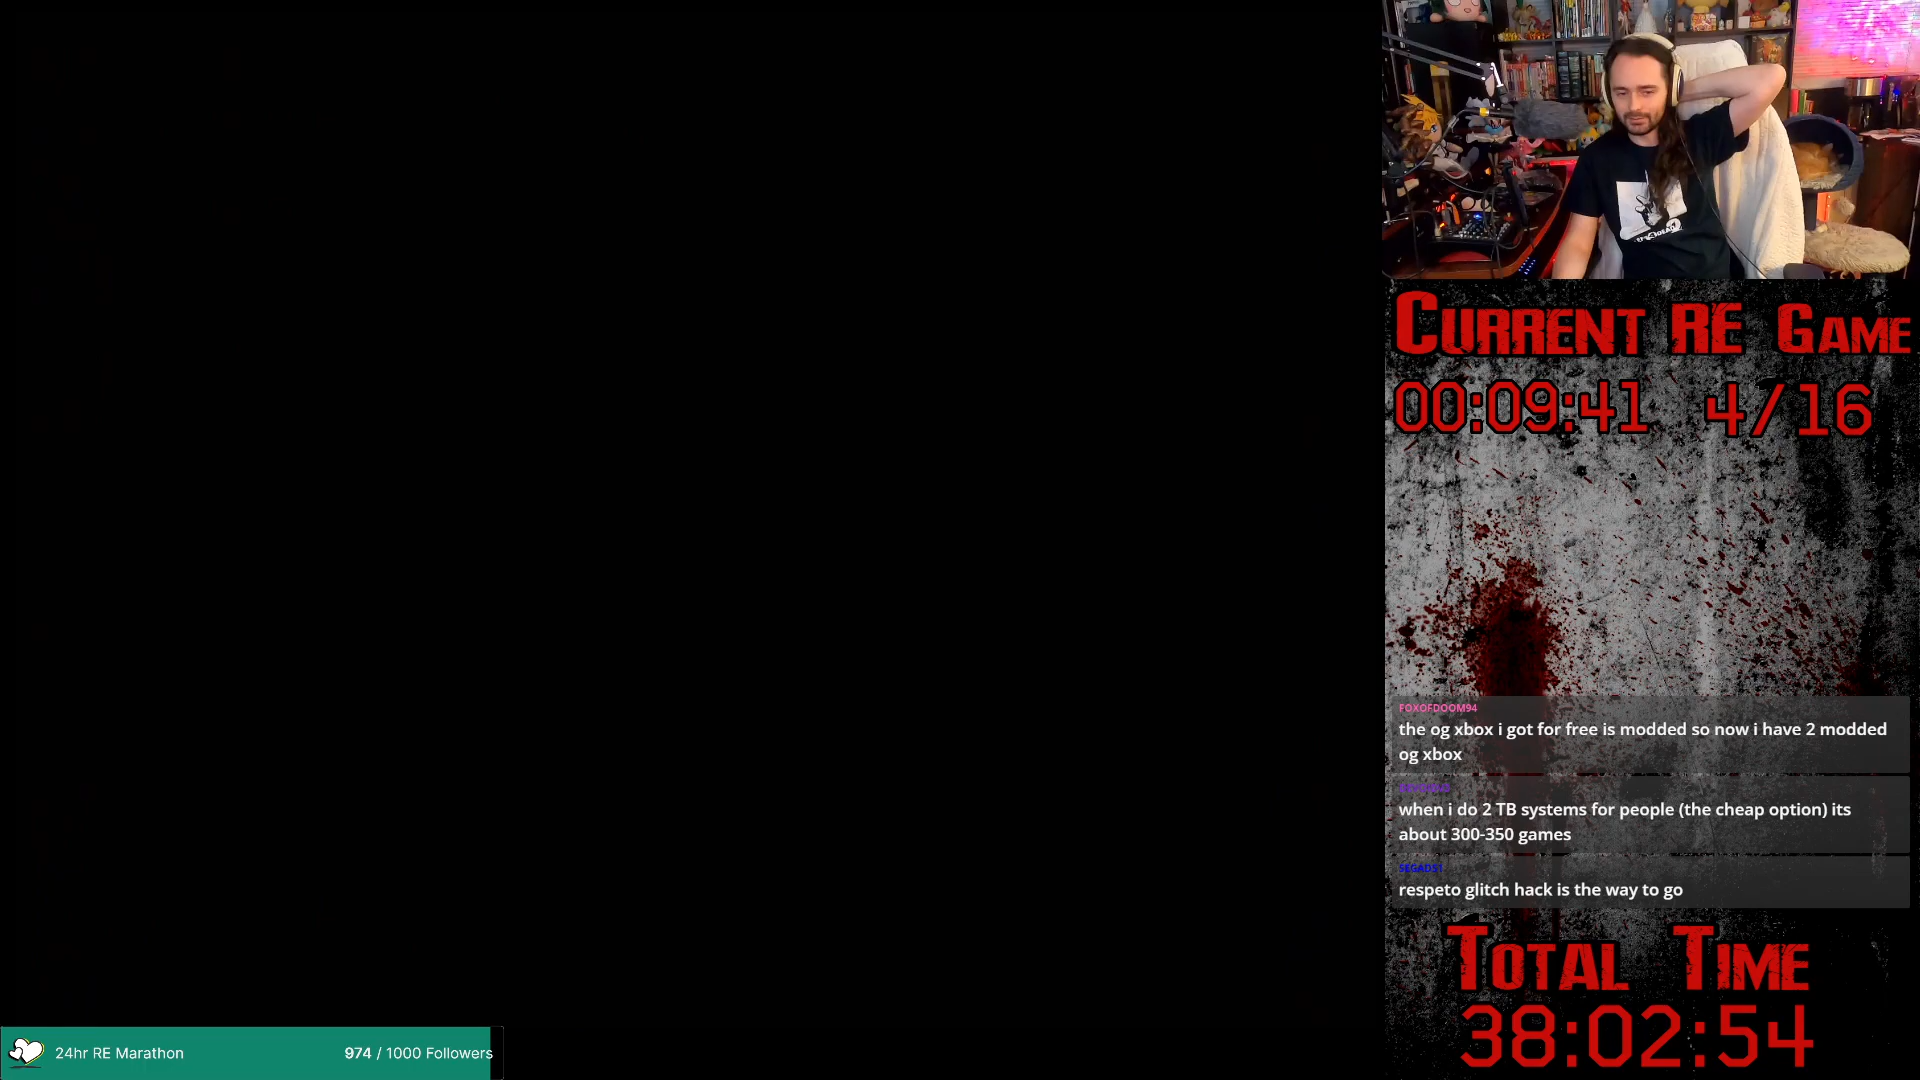 CURRENT RE GAME
00:09:41 4/16
FOXOFDOOM94
the og xbox i got for free is modded so now i have 2 modded
og xbox
when i do 2 TB systems for people (the cheap option) its
about 300-350 games
SEGADS1
respeto glitch hack is the way to go
TOTAL TIME
38:02:54
24hr RE Marathon 974 / 1000 Followers